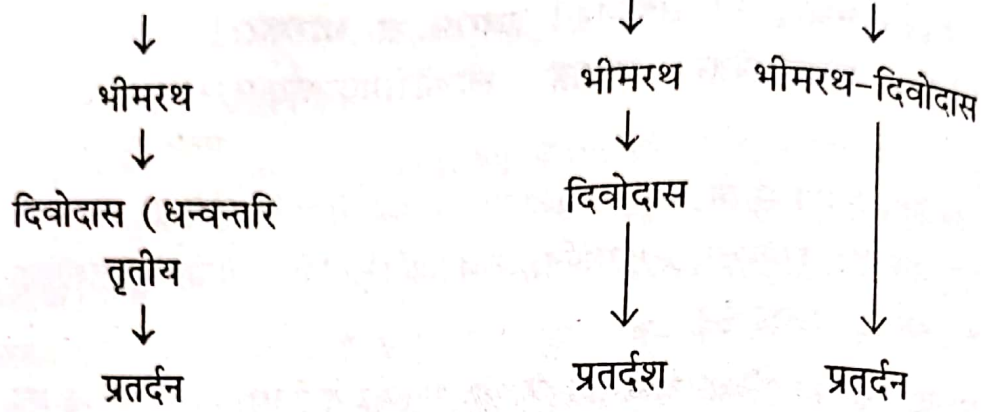 ↓ ↓ ↓
भीमरथ भीमरथ भीमरथ-दिवोदास
↓ ↓
दिवोदास (धन्वन्तरि दिवोदास
तृतीय
↓ ↓ ↓
प्रतर्दन प्रतर्दश प्रतर्दन